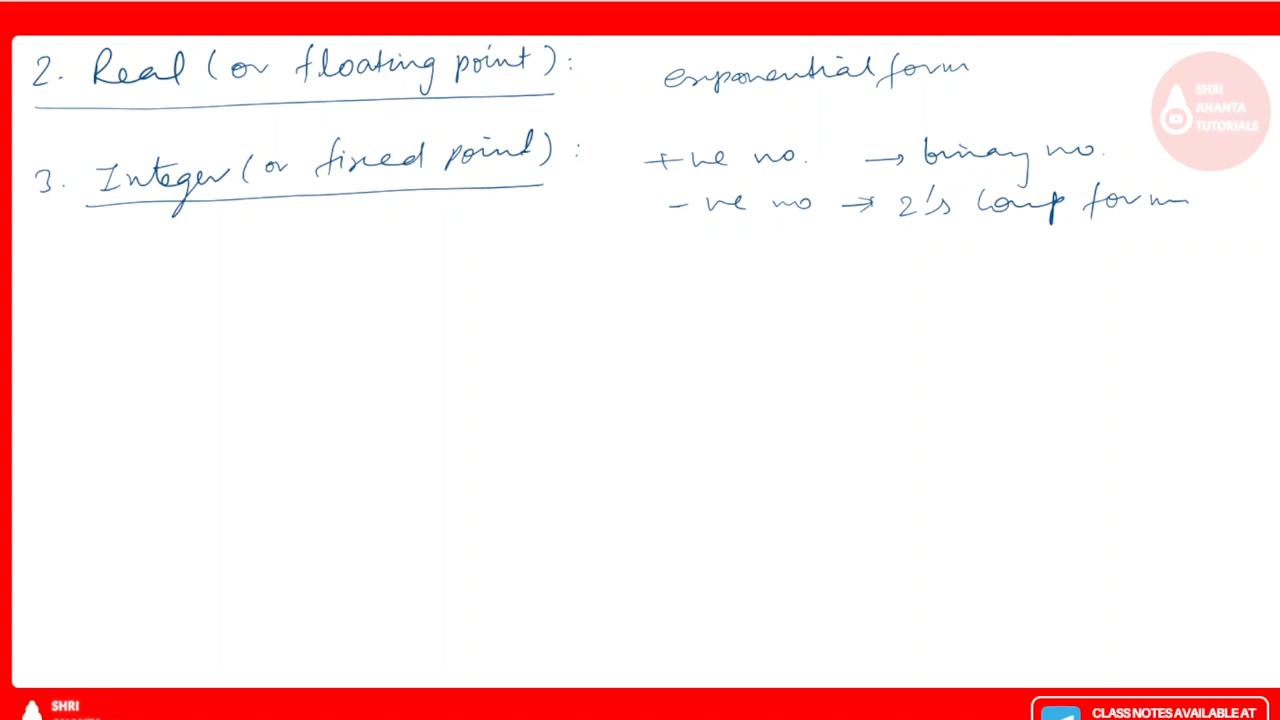 2. Real (or floating point) : exponential form
3. Integer (or fixed point) : +ve no. → binary no.
-ve no → 2's comp form
SHRI
ANANTA
TUTORIALS
SHRI
CLASS NOTES AVAILABLE AT